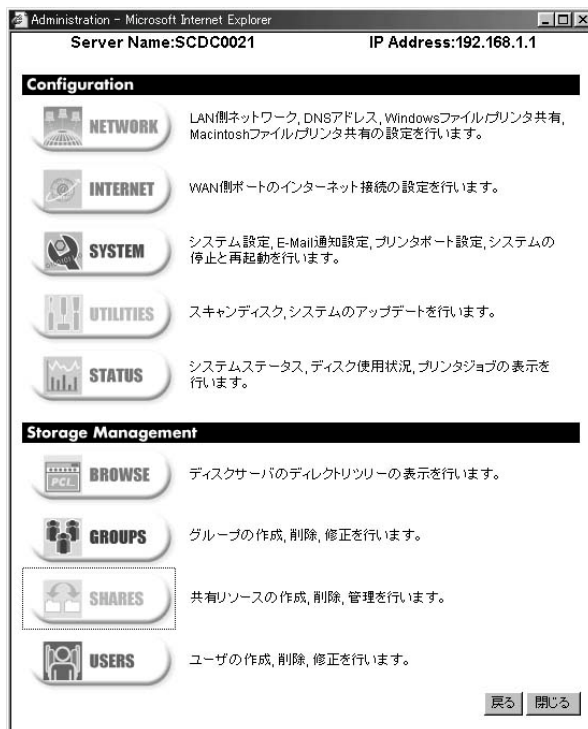 Administration - Microsoft Internet Explorer
Server Name:SCDC0021 IP Address:192.168.1.1
Configuration
NETWORK
LAN側ネットワーク, DNSアドレス, Windowsファイル/プリンタ共有,
Macintoshファイル/プリンタ共有の設定を行います。
INTERNET
WAN側ポートのインターネット接続の設定を行います。
SYSTEM
システム設定, E-Mail通知設定, プリンタポート設定, システムの
停止と再起動を行います。
UTILITIES
スキャンディスク, システムのアップデートを行います。
STATUS
システムステータス, ディスク使用状況, プリンタジョブの表示を
行います。
Storage Management
PCI
BROWSE
ディスクサーバのディレクトリツリーの表示を行います。
GROUPS
グループの作成, 削除, 修正を行います。
SHARES
共有リソースの作成, 削除, 管理を行います。
USERS
ユーザの作成, 削除, 修正を行います。
戻る 閉じる